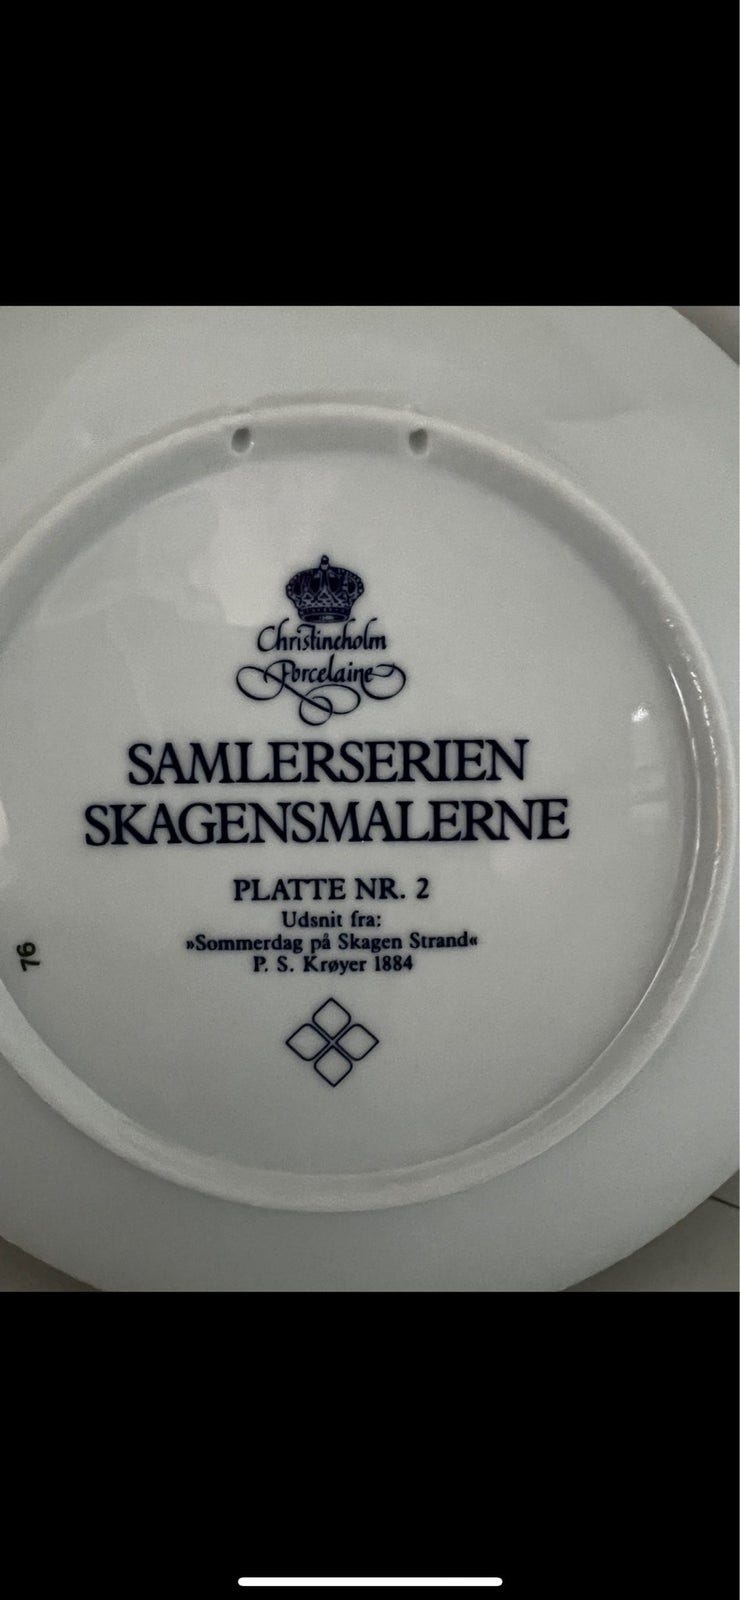 Christineholm
Porcelaine
SAMLERSERIEN
SKAGENSMALERNE
PLATTE NR. 2
Udsnit fra:
»Sommerdag på Skagen Strand«
P. S. Krøyer 1884
76